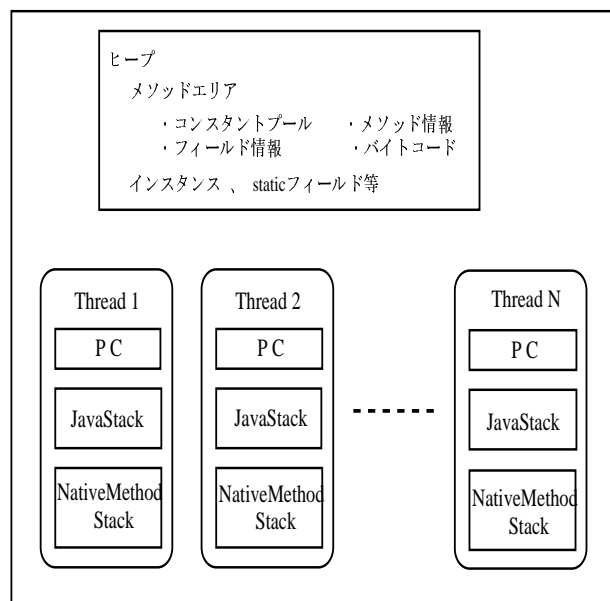 ヒープ
メソッドエリア
・コンスタントプール ・メソッド情報
・フィールド情報 ・バイトコード
インスタンス 、 staticフィールド等
Thread 1 Thread 2 Thread N
P C P C PC
JavaStack JavaStack JavaStack
NativeMethod NativeMethod NativeMethod
Stack Stack Stack